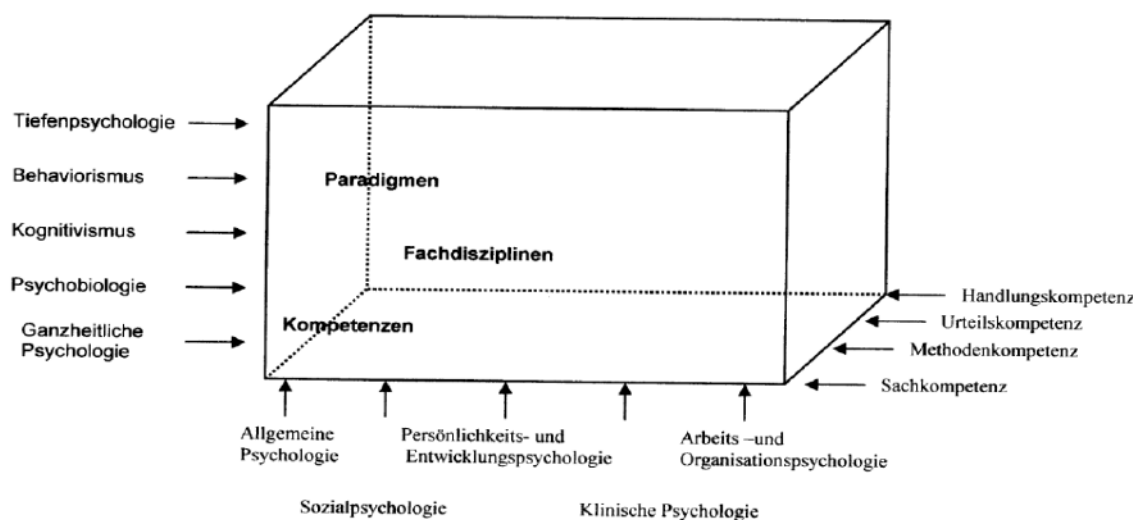 Tiefenpsychologie
Behaviorismus
Paradigmen
Kognitivismus
Fachdisziplinen
Psychobiologie
Handlungskompetenz
Ganzheitliche
Psychologie
Kompetenzen
Urteilskompetenz
Methodenkompetenz
Sachkompetenz
Allgemeine
Psychologie
Persönlichkeits- und
Entwicklungspsychologie
Arbeits –und
Organisationspsychologie
Sozialpsychologie
Klinische Psychologie